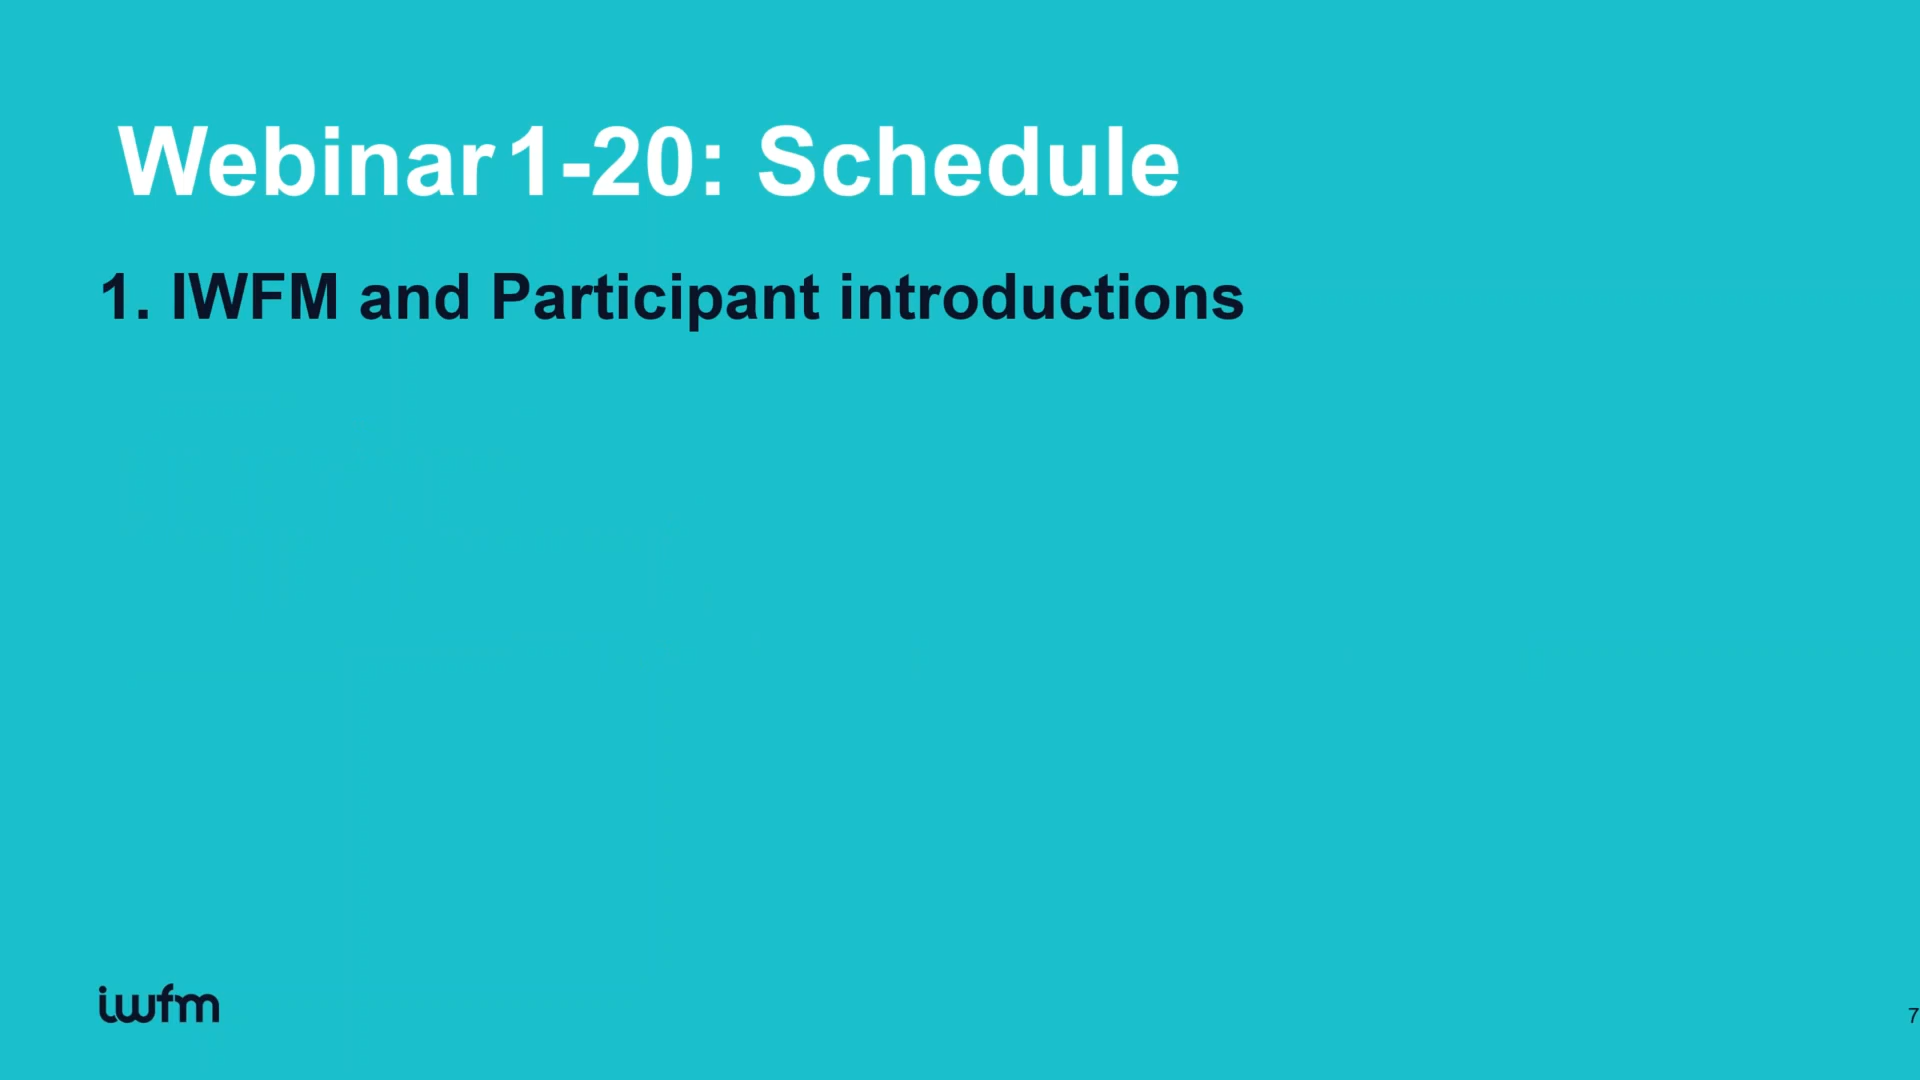 Webinar 1-20: Schedule
1. IWFM and Participant introductions
iwfm
7